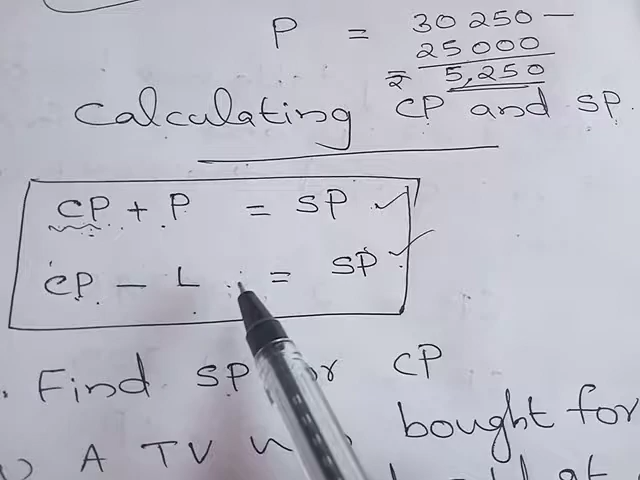 P = 30 250 —
25 000
= 5,250
Calculating CP and SP.
CP + P = SP ✓
CP - L = SP ✓
. Find SP or CP
A TV bought for